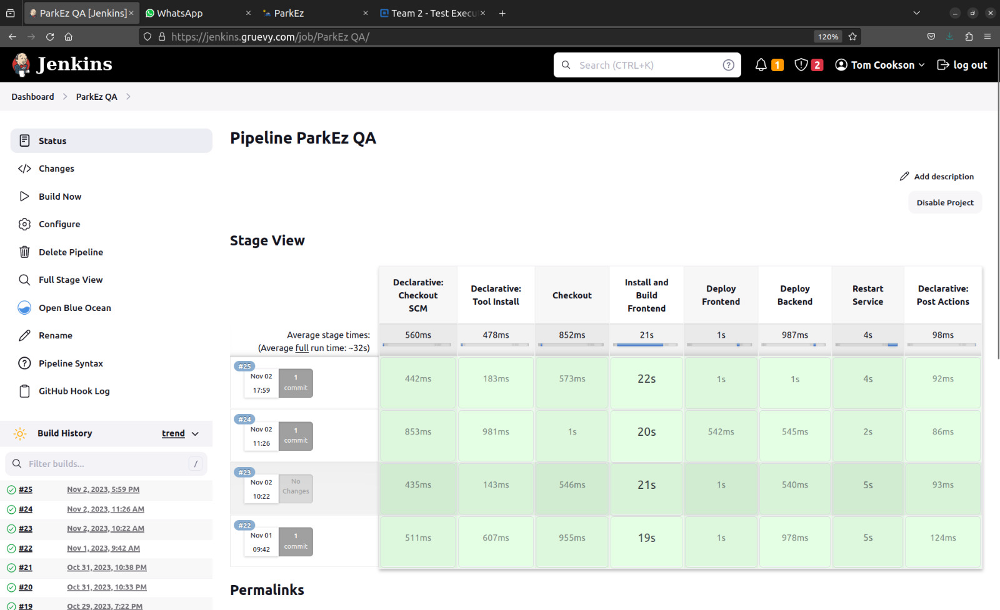 ParkEz QA [Jenkins]
WhatsApp
ParkEz
Team 2 - Test Execu
https://jenkins.gruevy.com/job/ParkEz QA/
120%
Jenkins
Search (CTRL+K)
1
2
Tom Cookson
log out
Dashboard
ParkEz QA
Status
Changes
Build Now
Configure
Delete Pipeline
Full Stage View
Open Blue Ocean
Rename
Pipeline Syntax
GitHub Hook Log
Build History
trend
Filter builds...
/
#25 Nov 2, 2023, 5:59 PM
#24 Nov 2, 2023, 11:26 AM
#23 Nov 2, 2023, 10:22 AM
#22 Nov 1, 2023, 9:42 AM
#21 Oct 31, 2023, 10:38 PM
#20 Oct 31, 2023, 10:33 PM
#19 Oct 29, 2023, 7:22 PM
Pipeline ParkEz QA
Add description
Disable Project
Stage View
Declarative:
Checkout
SCM
Declarative:
Tool Install
Checkout
Install and
Build
Frontend
Deploy
Frontend
Deploy
Backend
Restart
Service
Declarative:
Post Actions
Average stage times:
(Average full run time: ~32s)
560ms 478ms 852ms 21s 1s 987ms 4s 98ms
#25
Nov 02
17:59
1
commit
442ms 183ms 573ms 22s 1s 1s 4s 92ms
#24
Nov 02
11:26
1
commit
853ms 981ms 1s 20s 542ms 545ms 2s 86ms
#23
Nov 02
10:22
No
Changes
435ms 143ms 546ms 21s 1s 540ms 5s 93ms
#22
Nov 01
09:42
1
commit
511ms 607ms 955ms 19s 1s 978ms 5s 124ms
Permalinks